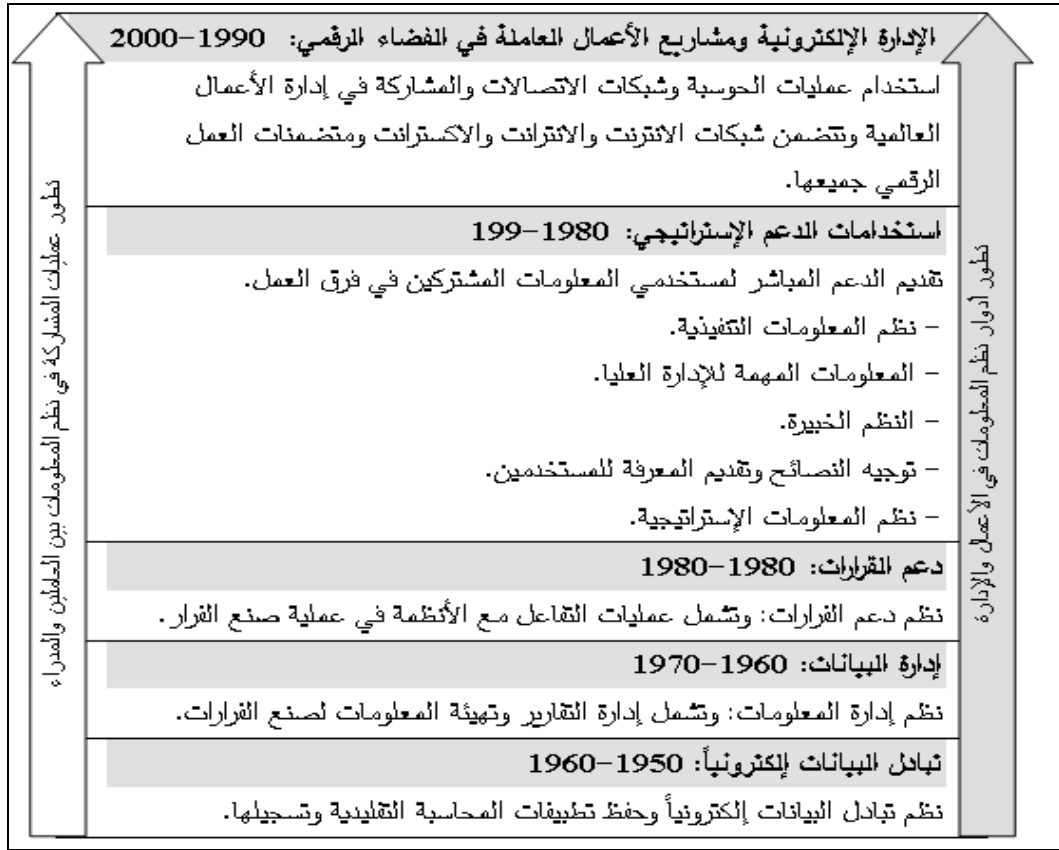 الإدارة الإلكترونية ومشاريع الأعمال العاملة في الفضاء الرقمي: 1990–2000
استخدام عمليات الحوسبة وشبكات الاتصالات والمشاركة في إدارة الأعمال
العالمية وتتضمن شبكات الانترنت والانترانت والاكسترانت ومتضمنات العمل
الرقمي جميعها.
استخدامات الدعم الإستراتيجي: 1980–199
تقديم الدعم المباشر لمستخدمي المعلومات المشتركين في فرق العمل.
– نظم المعلومات التنفيذية.
– المعلومات المهمة للإدارة العليا.
– النظم الخبيرة.
– توجيه النصائح وتقديم المعرفة للمستخدمين.
– نظم المعلومات الإستراتيجية.
دعم القرارات: 1980–1980
نظم دعم القرارات: وتشمل عمليات التفاعل مع الأنظمة في عملية صنع القرار.
إدارة البيانات: 1960–1970
نظم إدارة المعلومات: وتشمل إدارة التقارير وتهيئة المعلومات لصنع القرارات.
تبادل البيانات إلكترونياً: 1950–1960
نظم تبادل البيانات إلكترونياً وحفظ تطبيقات المحاسبة التقليدية وتسجيلها.
تطور أدوار نظم المعلومات في الأعمال والإدارة
تطور عمليات المشاركة في نظم المعلومات بين العاملين والمدراء